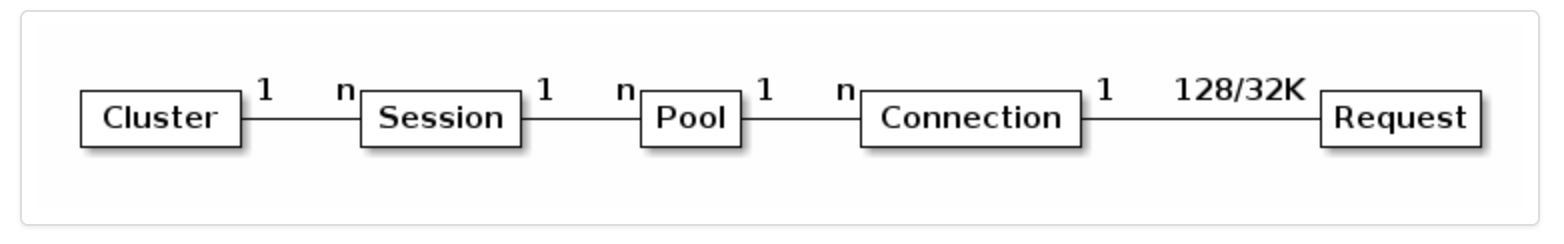 1 n 1 n 1 n 1 128/32K
Cluster Session Pool Connection Request